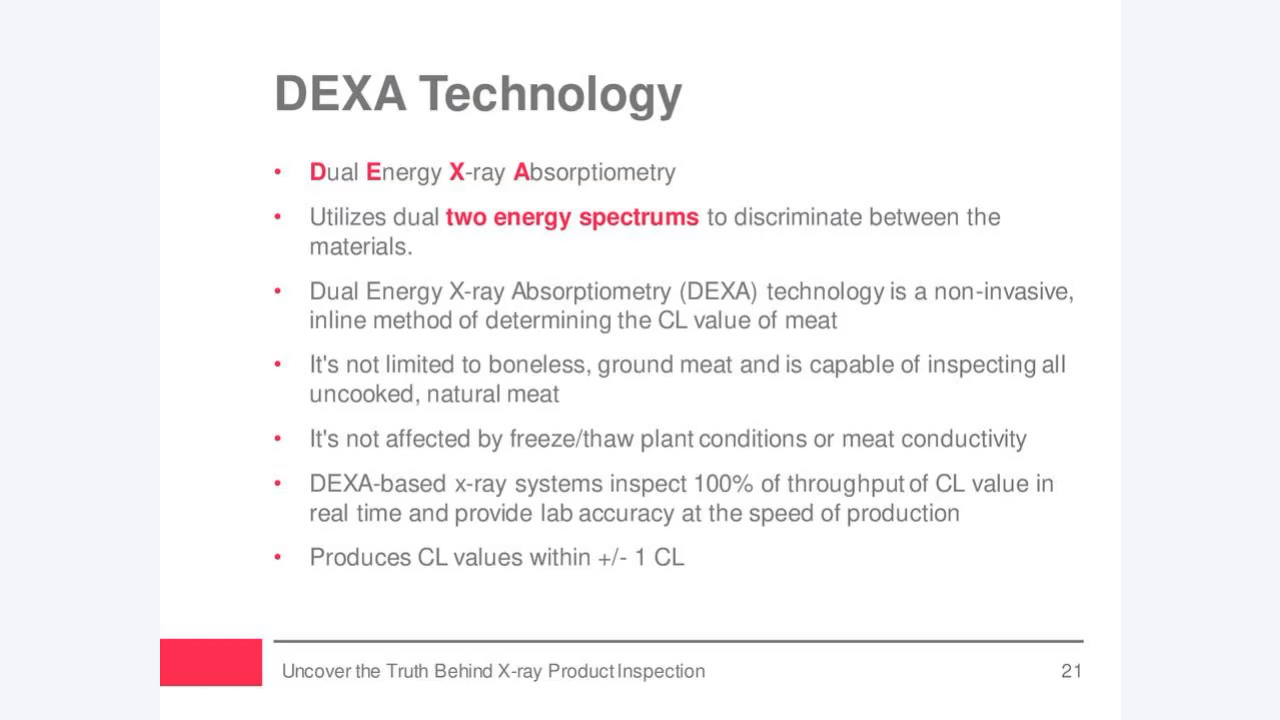 DEXA Technology
• Dual Energy X-ray Absorptiometry
• Utilizes dual two energy spectrums to discriminate between the
materials.
• Dual Energy X-ray Absorptiometry (DEXA) technology is a non-invasive,
inline method of determining the CL value of meat
• It's not limited to boneless, ground meat and is capable of inspecting all
uncooked, natural meat
• It's not affected by freeze/thaw plant conditions or meat conductivity
• DEXA-based x-ray systems inspect 100% of throughput of CL value in
real time and provide lab accuracy at the speed of production
• Produces CL values within +/- 1 CL
Uncover the Truth Behind X-ray Product Inspection 21